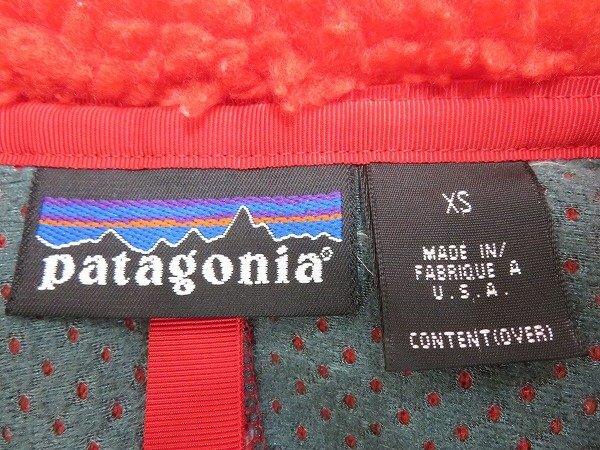 patagonia®
XS
MADE IN/
FABRIQUE A
U.S.A.
CONTENT(OVER)